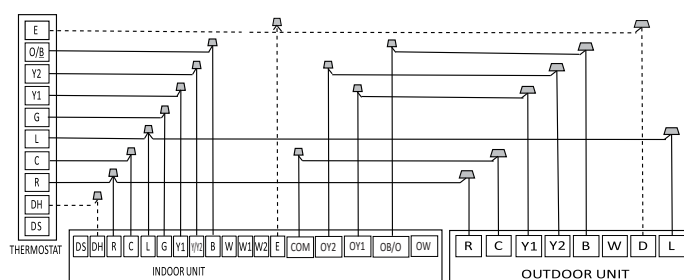 E
O/B
Y2
Y1
G
L
C
R
DH
DS
THERMOSTAT
DS DH R C L G Y1 Y/Y2 B W W1 W2 E COM OY2 OY1 OB/O OW
INDOOR UNIT
R C Y1 Y2 B W D L
OUTDOOR UNIT